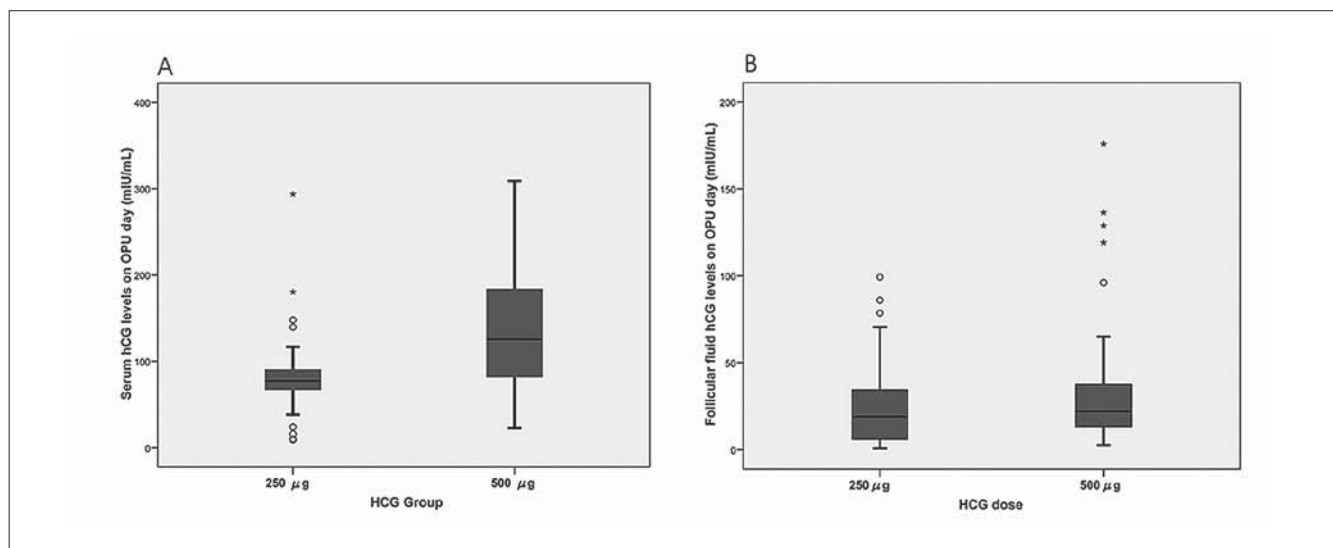 A
400
300
200
100
0
Serum hCG levels on OPU day (mIU/mL)
250 μg
500 μg
HCG Group
B
200
150
100
50
0
Follicular fluid hCG levels on OPU day (mIU/mL)
250 μg
500 μg
HCG dose